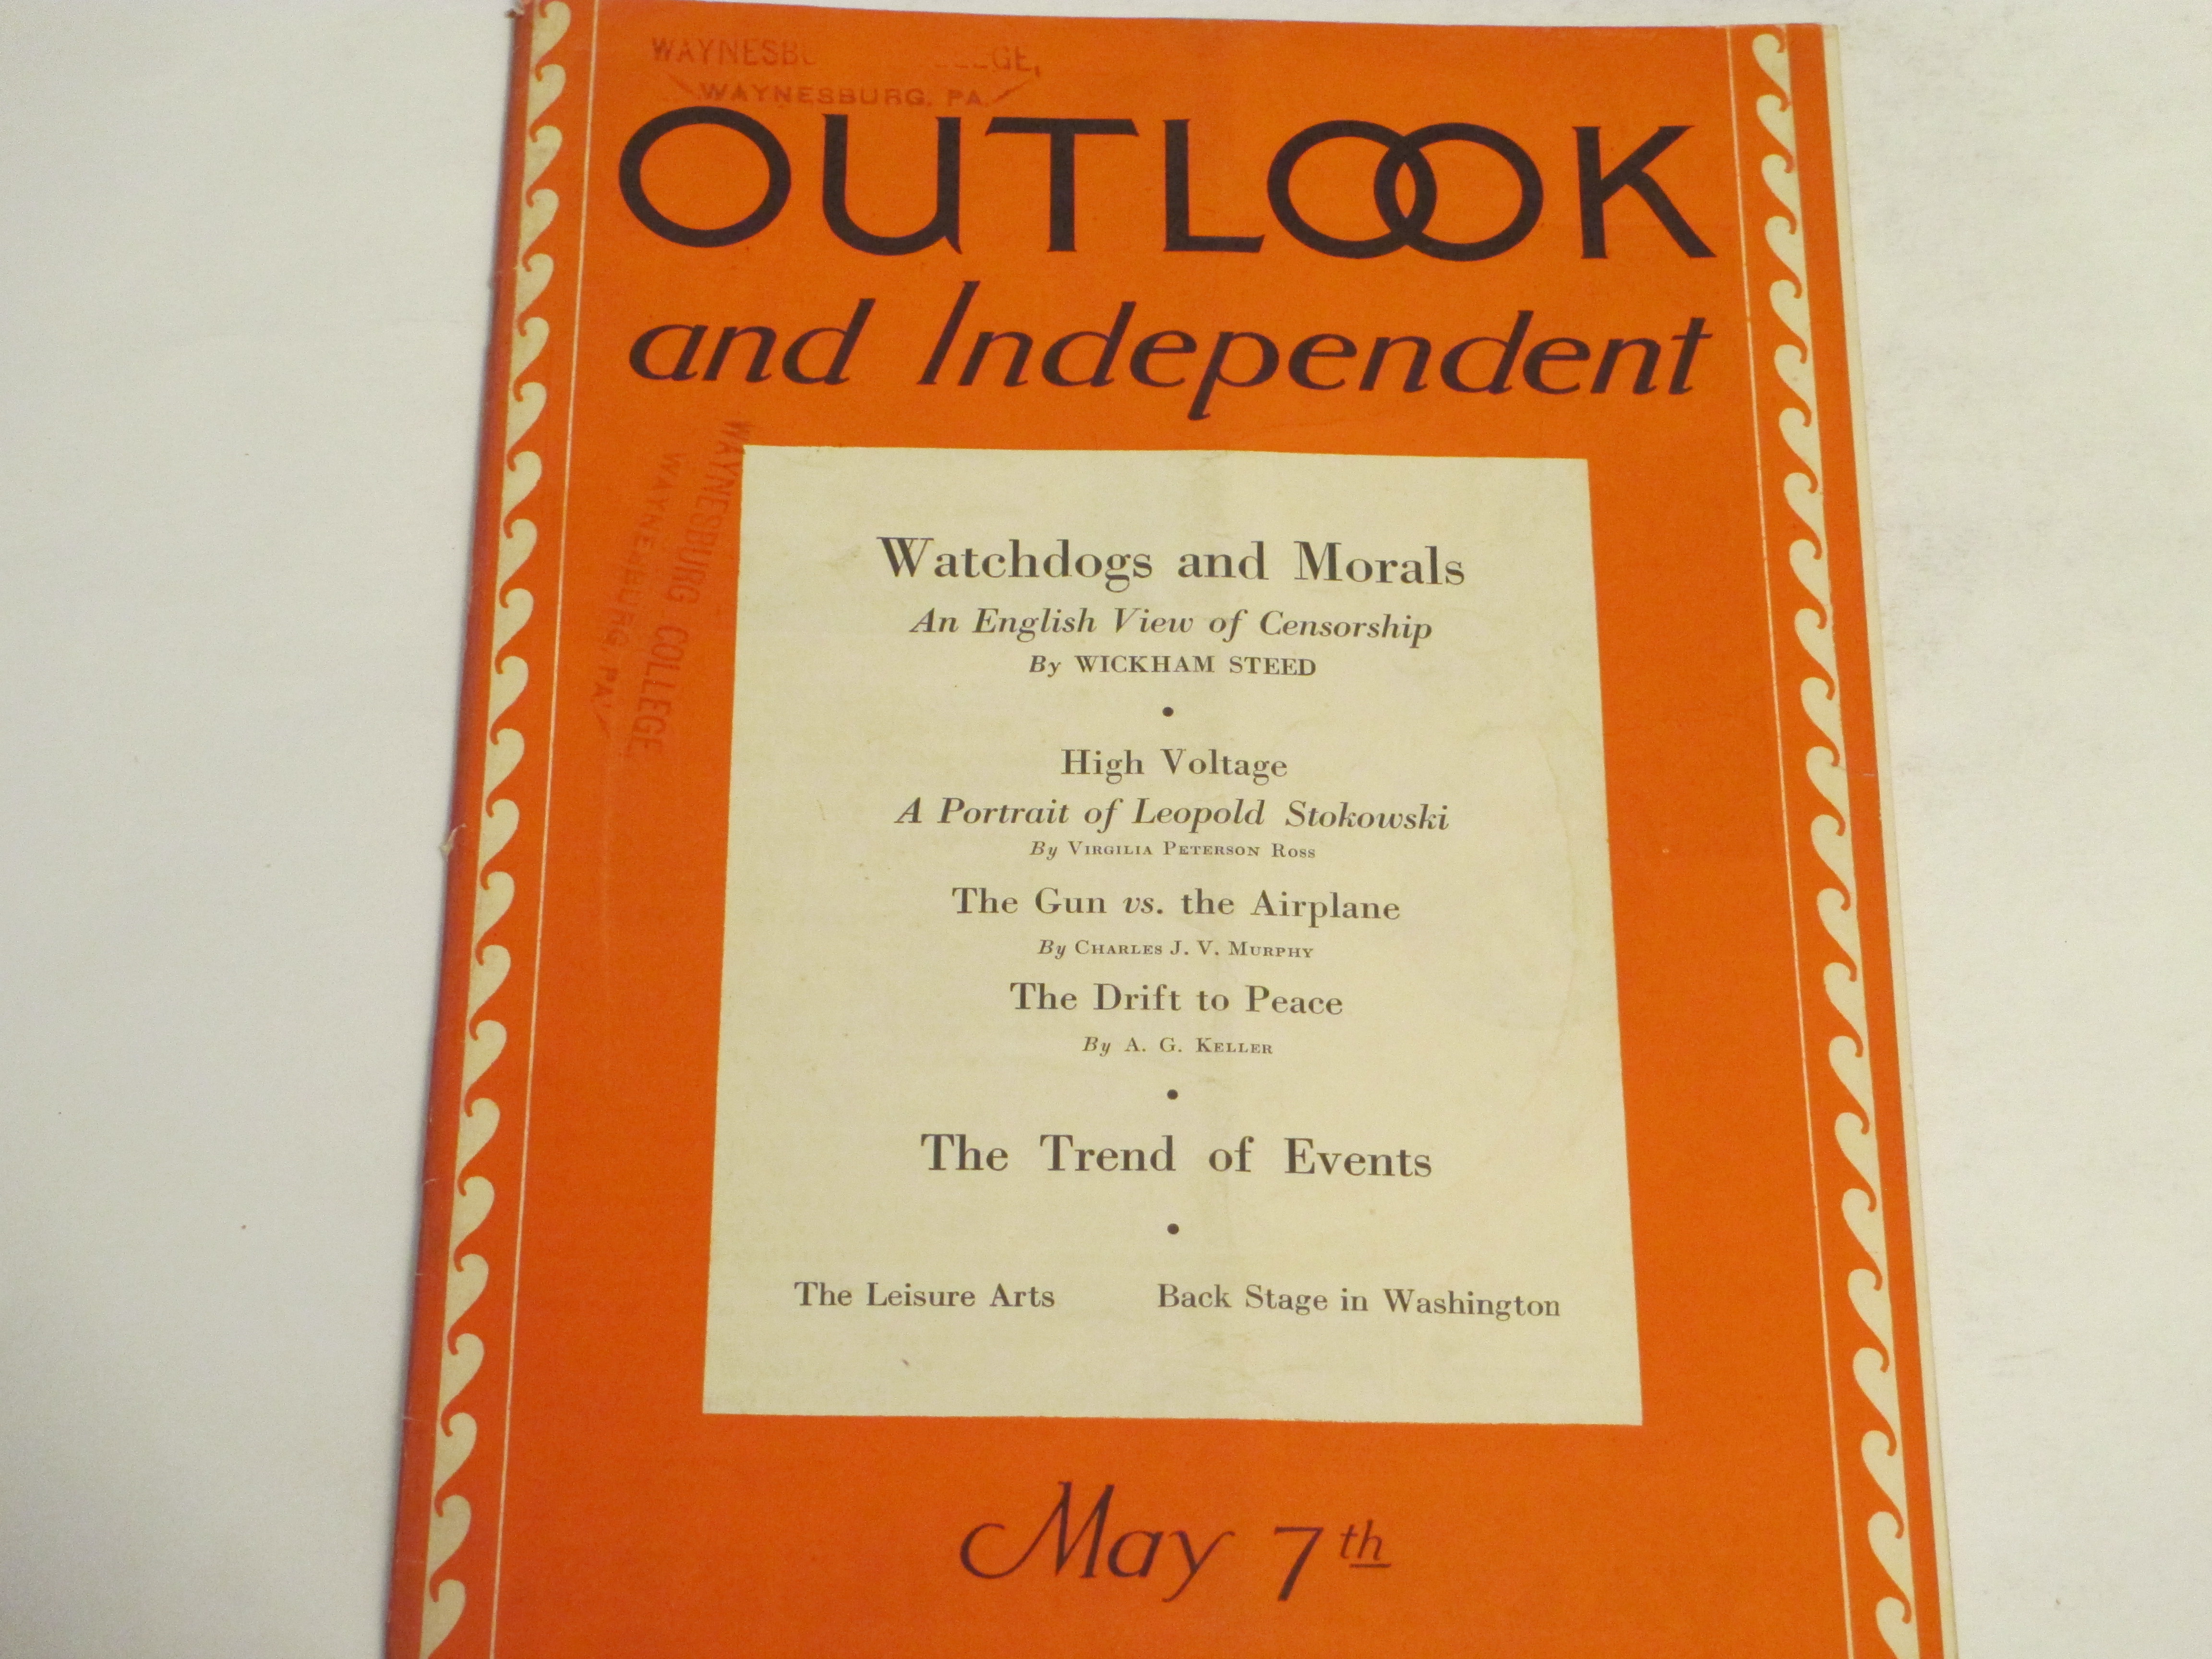 WAYNESBURG, PA.
OUTLOOK
and Independent
WAYNESBURG COLLEGE,
WAYNESBURG, PA.
Watchdogs and Morals
An English View of Censorship
By WICKHAM STEED
•
High Voltage
A Portrait of Leopold Stokowski
By VIRGILIA PETERSON ROSS
The Gun vs. the Airplane
By CHARLES J. V. MURPHY
The Drift to Peace
By A. G. KELLER
•
The Trend of Events
•
The Leisure Arts Back Stage in Washington
May 7th